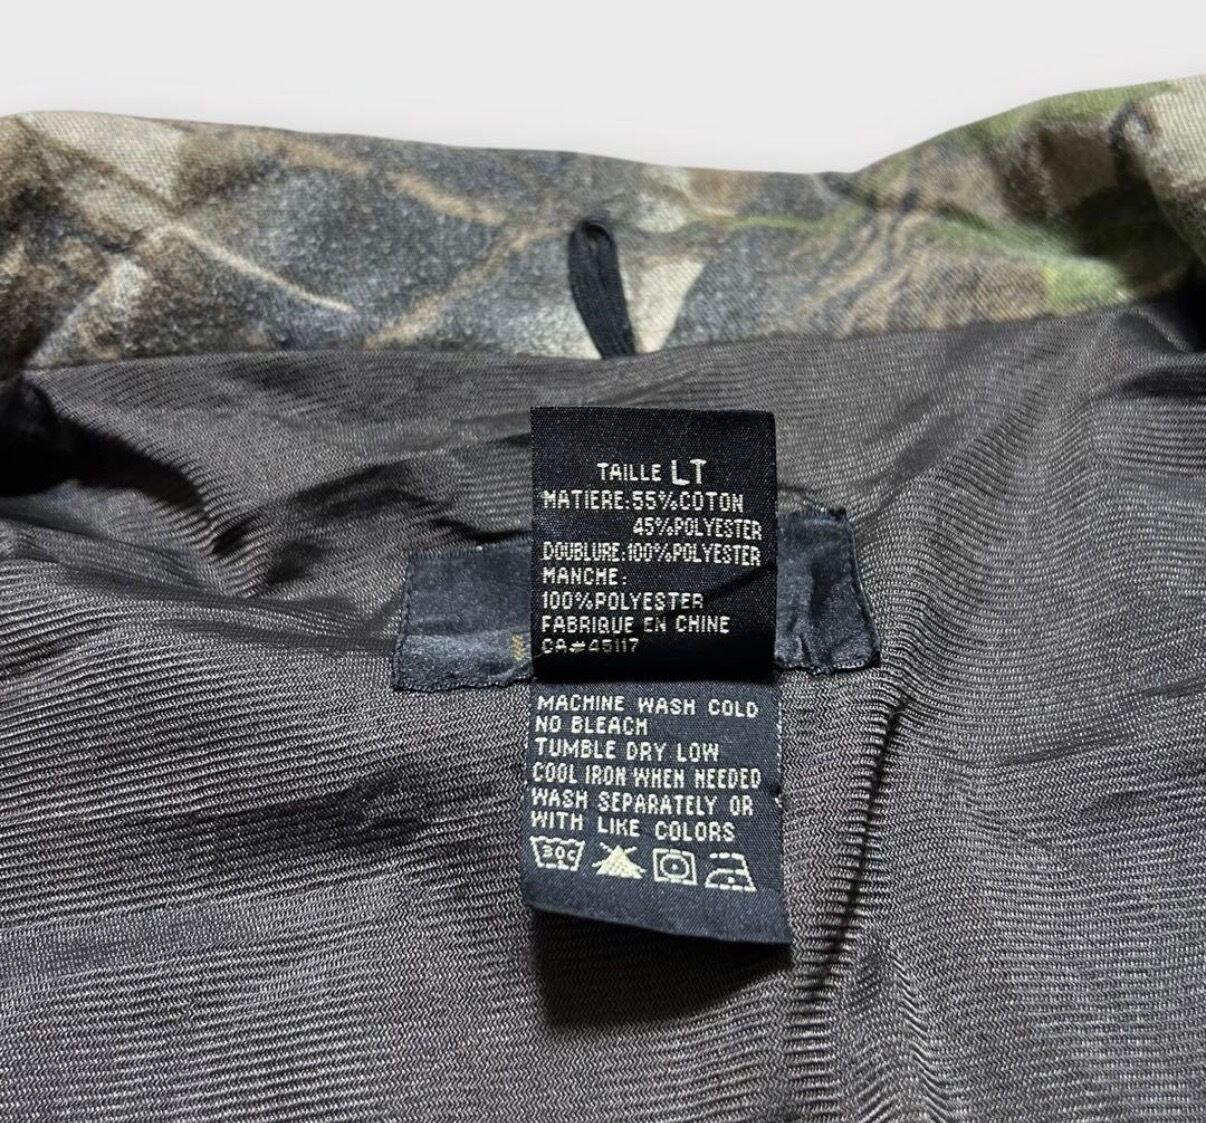 TAILLE LT
MATIERE:55%COTON
45%POLYESTER
DOUBLURE:100%POLYESTER
MANCHE:
100%POLYESTER
FABRIQUE EN CHINE
CA#45117
MACHINE WASH COLD
NO BLEACH
TUMBLE DRY LOW
COOL IRON WHEN NEEDED
WASH SEPARATELY OR
WITH LIKE COLORS
30C